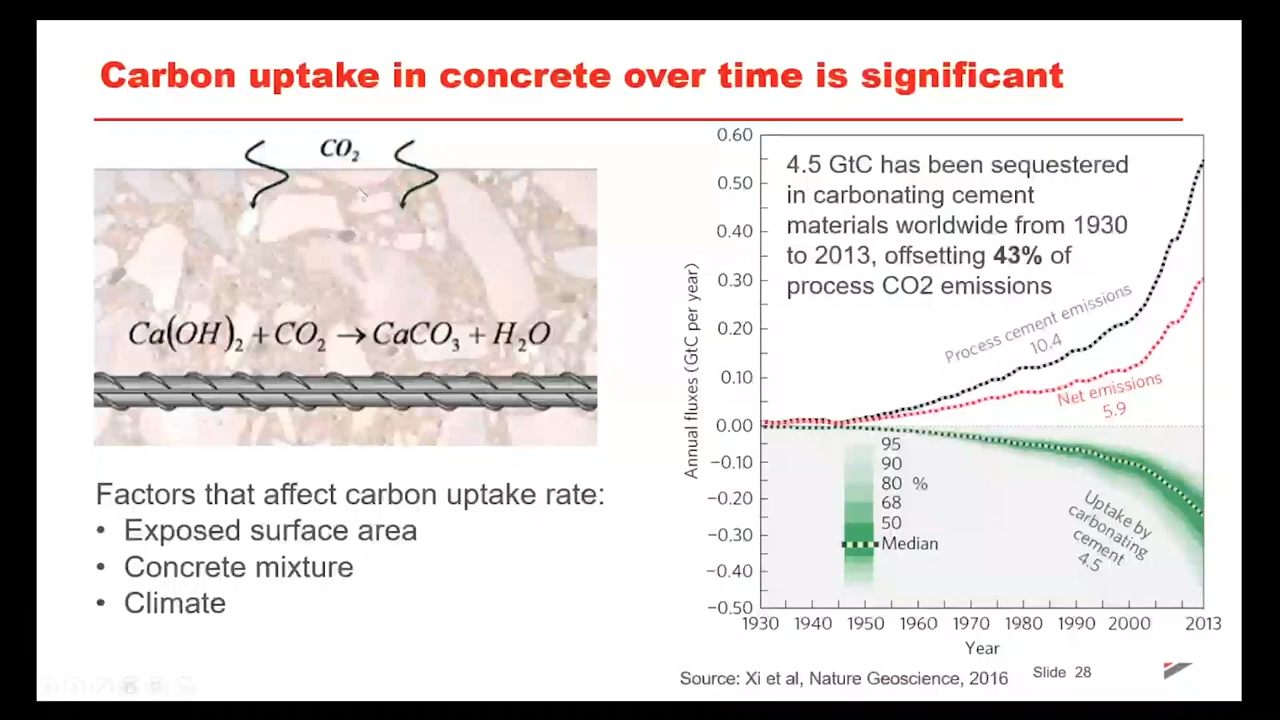 Carbon uptake in concrete over time is significant
CO₂
Ca(OH)₂ + CO₂ → CaCO₃ + H₂O
Factors that affect carbon uptake rate:
• Exposed surface area
• Concrete mixture
• Climate
4.5 GtC has been sequestered
in carbonating cement
materials worldwide from 1930
to 2013, offsetting 43% of
process CO2 emissions
Annual fluxes (GtC per year)
0.60
0.50
0.40
0.30
0.20
0.10
0.00
−0.10
−0.20
−0.30
−0.40
−0.50
Process cement emissions
10.4
Net emissions
5.9
95
90
80 %
68
50
Median
Uptake by
carbonating
cement
4.5
1930 1940 1950 1960 1970 1980 1990 2000 2013
Year
Source: Xi et al, Nature Geoscience, 2016
Slide 28